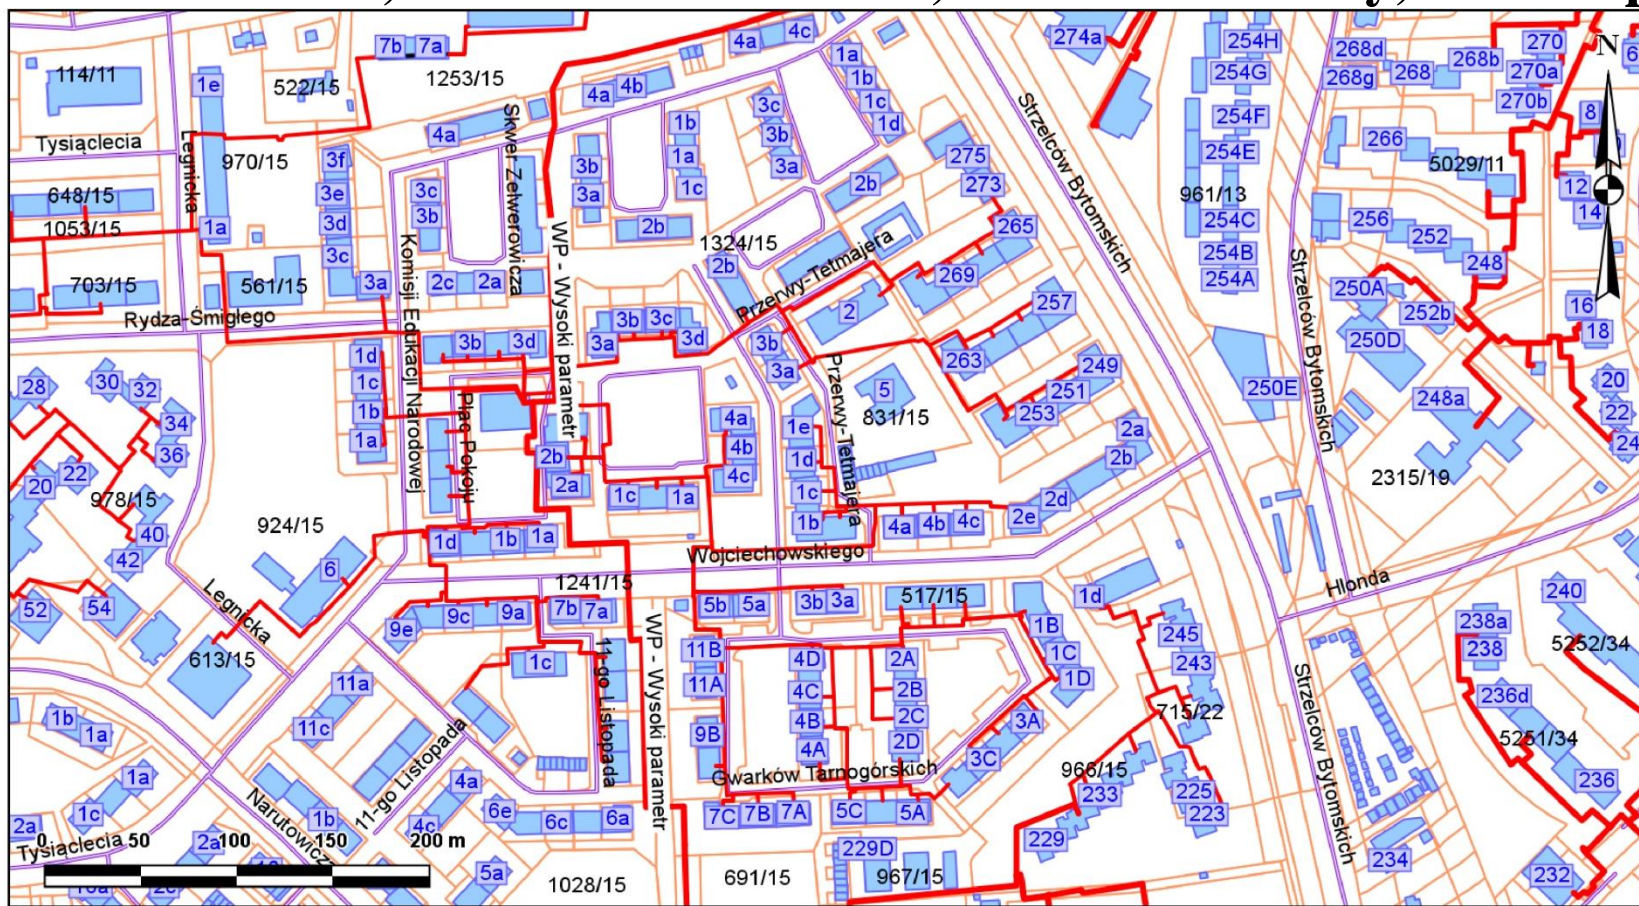 7b 7a
4a 4c
274a
254H
268d
268b
270
N
114/11
1e
522/15
1253/15
4a 4b
1a
1b
1c
1d
254G
268g 268
270a
270b
8
Tysiąclecia
Legnicka
970/15
4a
Skwer Zelwerowicza
3c
3b
3a
1b
1a
1c
254F
254E
266
5029/11
Strzelców Bytomskich
648/15
1053/15
3f
3e
3d
3c
3a
3c
3b
3b
3a
2b
2b
275
273
265
961/13
254C
254B
254A
256
252
248
12
14
1a
703/15
561/15
Rydza-Śmigłego
Komisji Edukacji Narodowej
2c 2a
WP - Wysoki parametr
1324/15
2b
Przerwy-Tetmajera
2
269
257
Strzelców Bytomskich
250A
252b
250D
16
18
3b 3d
3a
3b 3c
3d
3b
3a
263
249
251
253
250E
28
30
32
34
36
1d
1c
1b
1a
Plac Pokoju
Przerwy-Tetmajera
5
831/15
248a
20
22
24
20
22
978/15
40
42
924/15
2b
2a
4a
4b
4c
1c 1a
1e
1d
1c
1b
2a
2b
2d
2e
4a 4b 4c
2315/19
1d 1b 1a
Wojciechowskiego
Hlonda
52
54
6
Legnicka
613/15
1241/15
9e
9c 9a
7b 7a
5b 5a
3b 3a
517/15
1d
240
1c
11-go Listopada
WP - Wysoki parametr
11B
11A
9B
4D
4C
4B
4A
2A
2B
2C
2D
1B
1C
1D
3A
3C
245
243
715/22
238a
238
236d
5252/34
5251/34
236
Strzelców Bytomskich
1b
1a
11a
11c
11-go Listopada
Gwarków Tarnogórskich
966/15
233
225
223
1a
1c
2a
Narutowicza
1b
4a
4c
6e
6c
6a
7C 7B 7A
5C 5A
229
229D
234
232
Tysiąclecia
2a
0 50 100 150 200 m
5a
1028/15
691/15
967/15